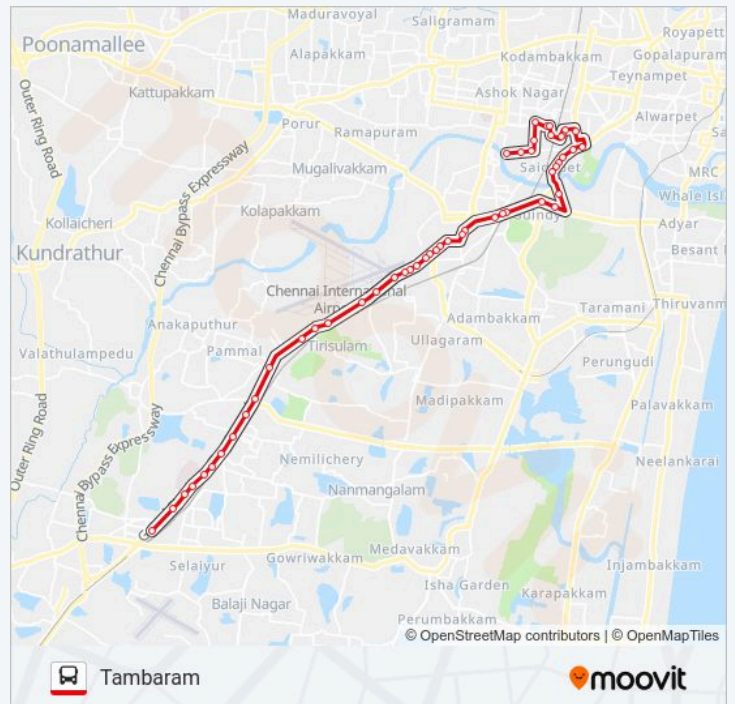 Maduravoyal
Saligramam
Royapett
Poonamallee
Alapakkam
Kodambakkam
Gopalapuram
Teynampet
Kattupakkam
Ashok Nagar
Outer Ring Road
Porur
Ramapuram
Alwarpet
Mugalivakkam
Saidapet
MRC
Chennai Bypass Expressway
Kolapakkam
Whale Isl
Kollaicheri
Guindy
Adyar
Kundrathur
Besant
Chennai International
Airport
Taramani
Thiruvanm
Anakaputhur
Adambakkam
Valathulampedu
Pammal
Tirisulam
Ullagaram
Perungudi
Madipakkam
Palavakkam
Outer Ring Road
Chennai Bypass Expressway
Nemilichery
Neelankarai
Nanmangalam
Medavakkam
Selaiyur
Gowriwakkam
Injambakkam
Isha Garden
Karapakkam
Balaji Nagar
Perumbakkam
© OpenStreetMap contributors | © OpenMapTiles
Tambaram
moovit